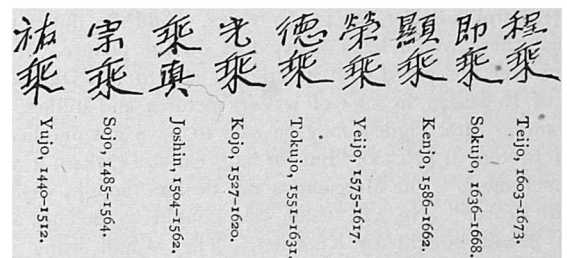 祐乘
Yujo, 1440–1512.
宗乘
Sojo, 1485–1564.
乘真
Joshin, 1504–1562.
光乘
Kojo, 1527–1620.
德乘
Tokujo, 1551–1631.
榮乘
Yeijo, 1575–1617.
顯乘
Kenjo, 1586–1662.
即乘
Sokujo, 1636–1668.
程乘
Teijo, 1603–1673.